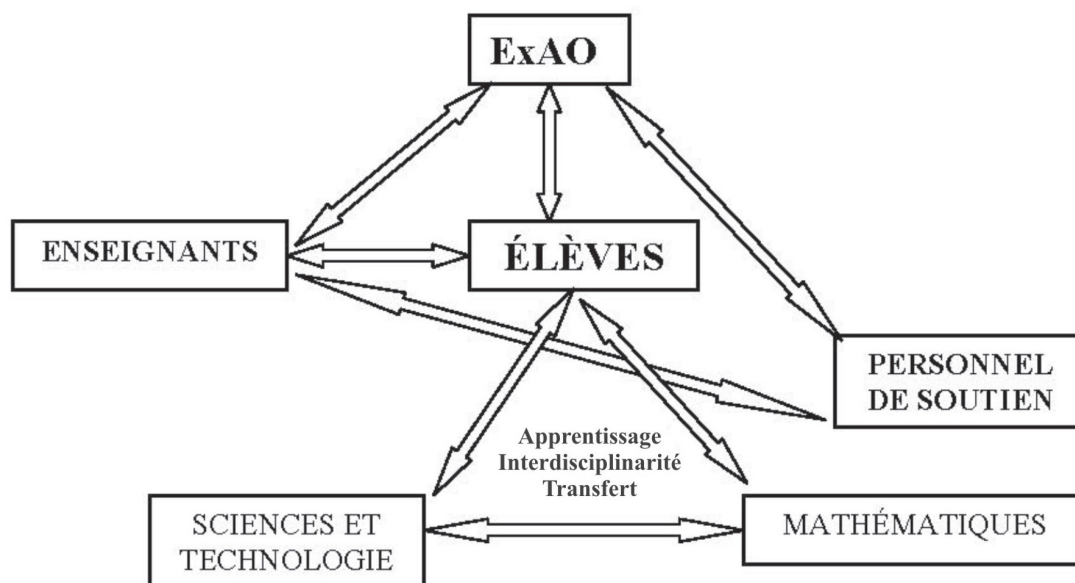 ExAO
ENSEIGNANTS
ÉLÈVES
PERSONNEL
DE SOUTIEN
Apprentissage
Interdisciplinarité
Transfert
SCIENCES ET
TECHNOLOGIE
MATHÉMATIQUES